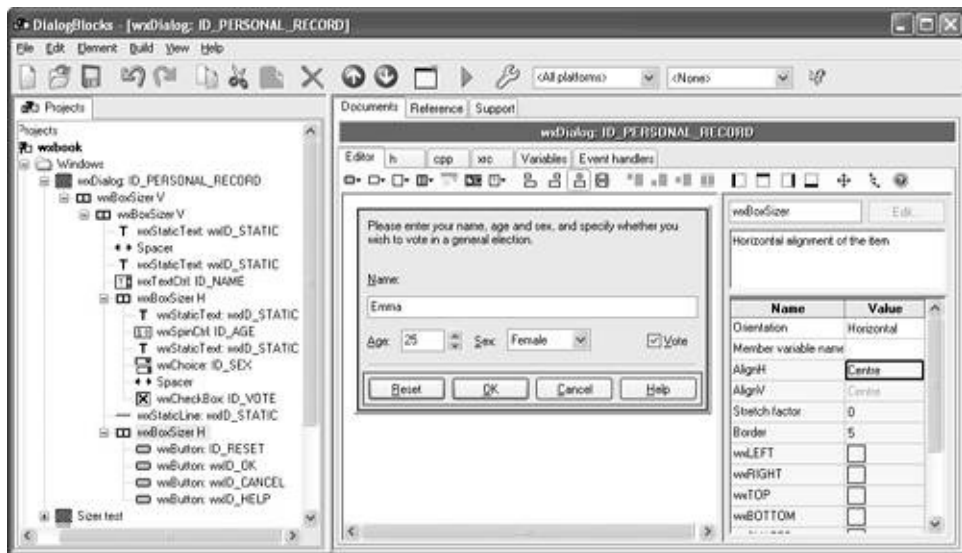 DialogBlocks - [wxDialog: ID_PERSONAL_RECORD]
File Edit Element Build View Help
<All platforms> <None>
Projects
Projects
wxbook
Windows
wxDialog: ID_PERSONAL_RECORD
wxBoxSizer V
wxBoxSizer V
wxStaticText: wxID_STATIC
Spacer
wxStaticText: wxID_STATIC
wxTextCtrl: ID_NAME
wxBoxSizer H
wxStaticText: wxID_STATIC
wxSpinCtrl: ID_AGE
wxStaticText: wxID_STATIC
wxChoice: ID_SEX
Spacer
wxCheckBox: ID_VOTE
wxStaticLine: wxID_STATIC
wxBoxSizer H
wxButton: ID_RESET
wxButton: wxID_OK
wxButton: wxID_CANCEL
wxButton: wxID_HELP
Sizer test
Documents Reference Support
wxDialog: ID_PERSONAL_RECORD
Editor h cpp xrc Variables Event handlers
Please enter your name, age and sex, and specify whether you
wish to vote in a general election.
Name:
Emma
Age: 25 Sex: Female Vote
Reset OK Cancel Help
wxBoxSizer Edit...
Horizontal alignment of the item
Name Value
Orientation Horizontal
Member variable name
AlignH Centre
AlignV Centre
Stretch factor 0
Border 5
wxLEFT
wxRIGHT
wxTOP
wxBOTTOM